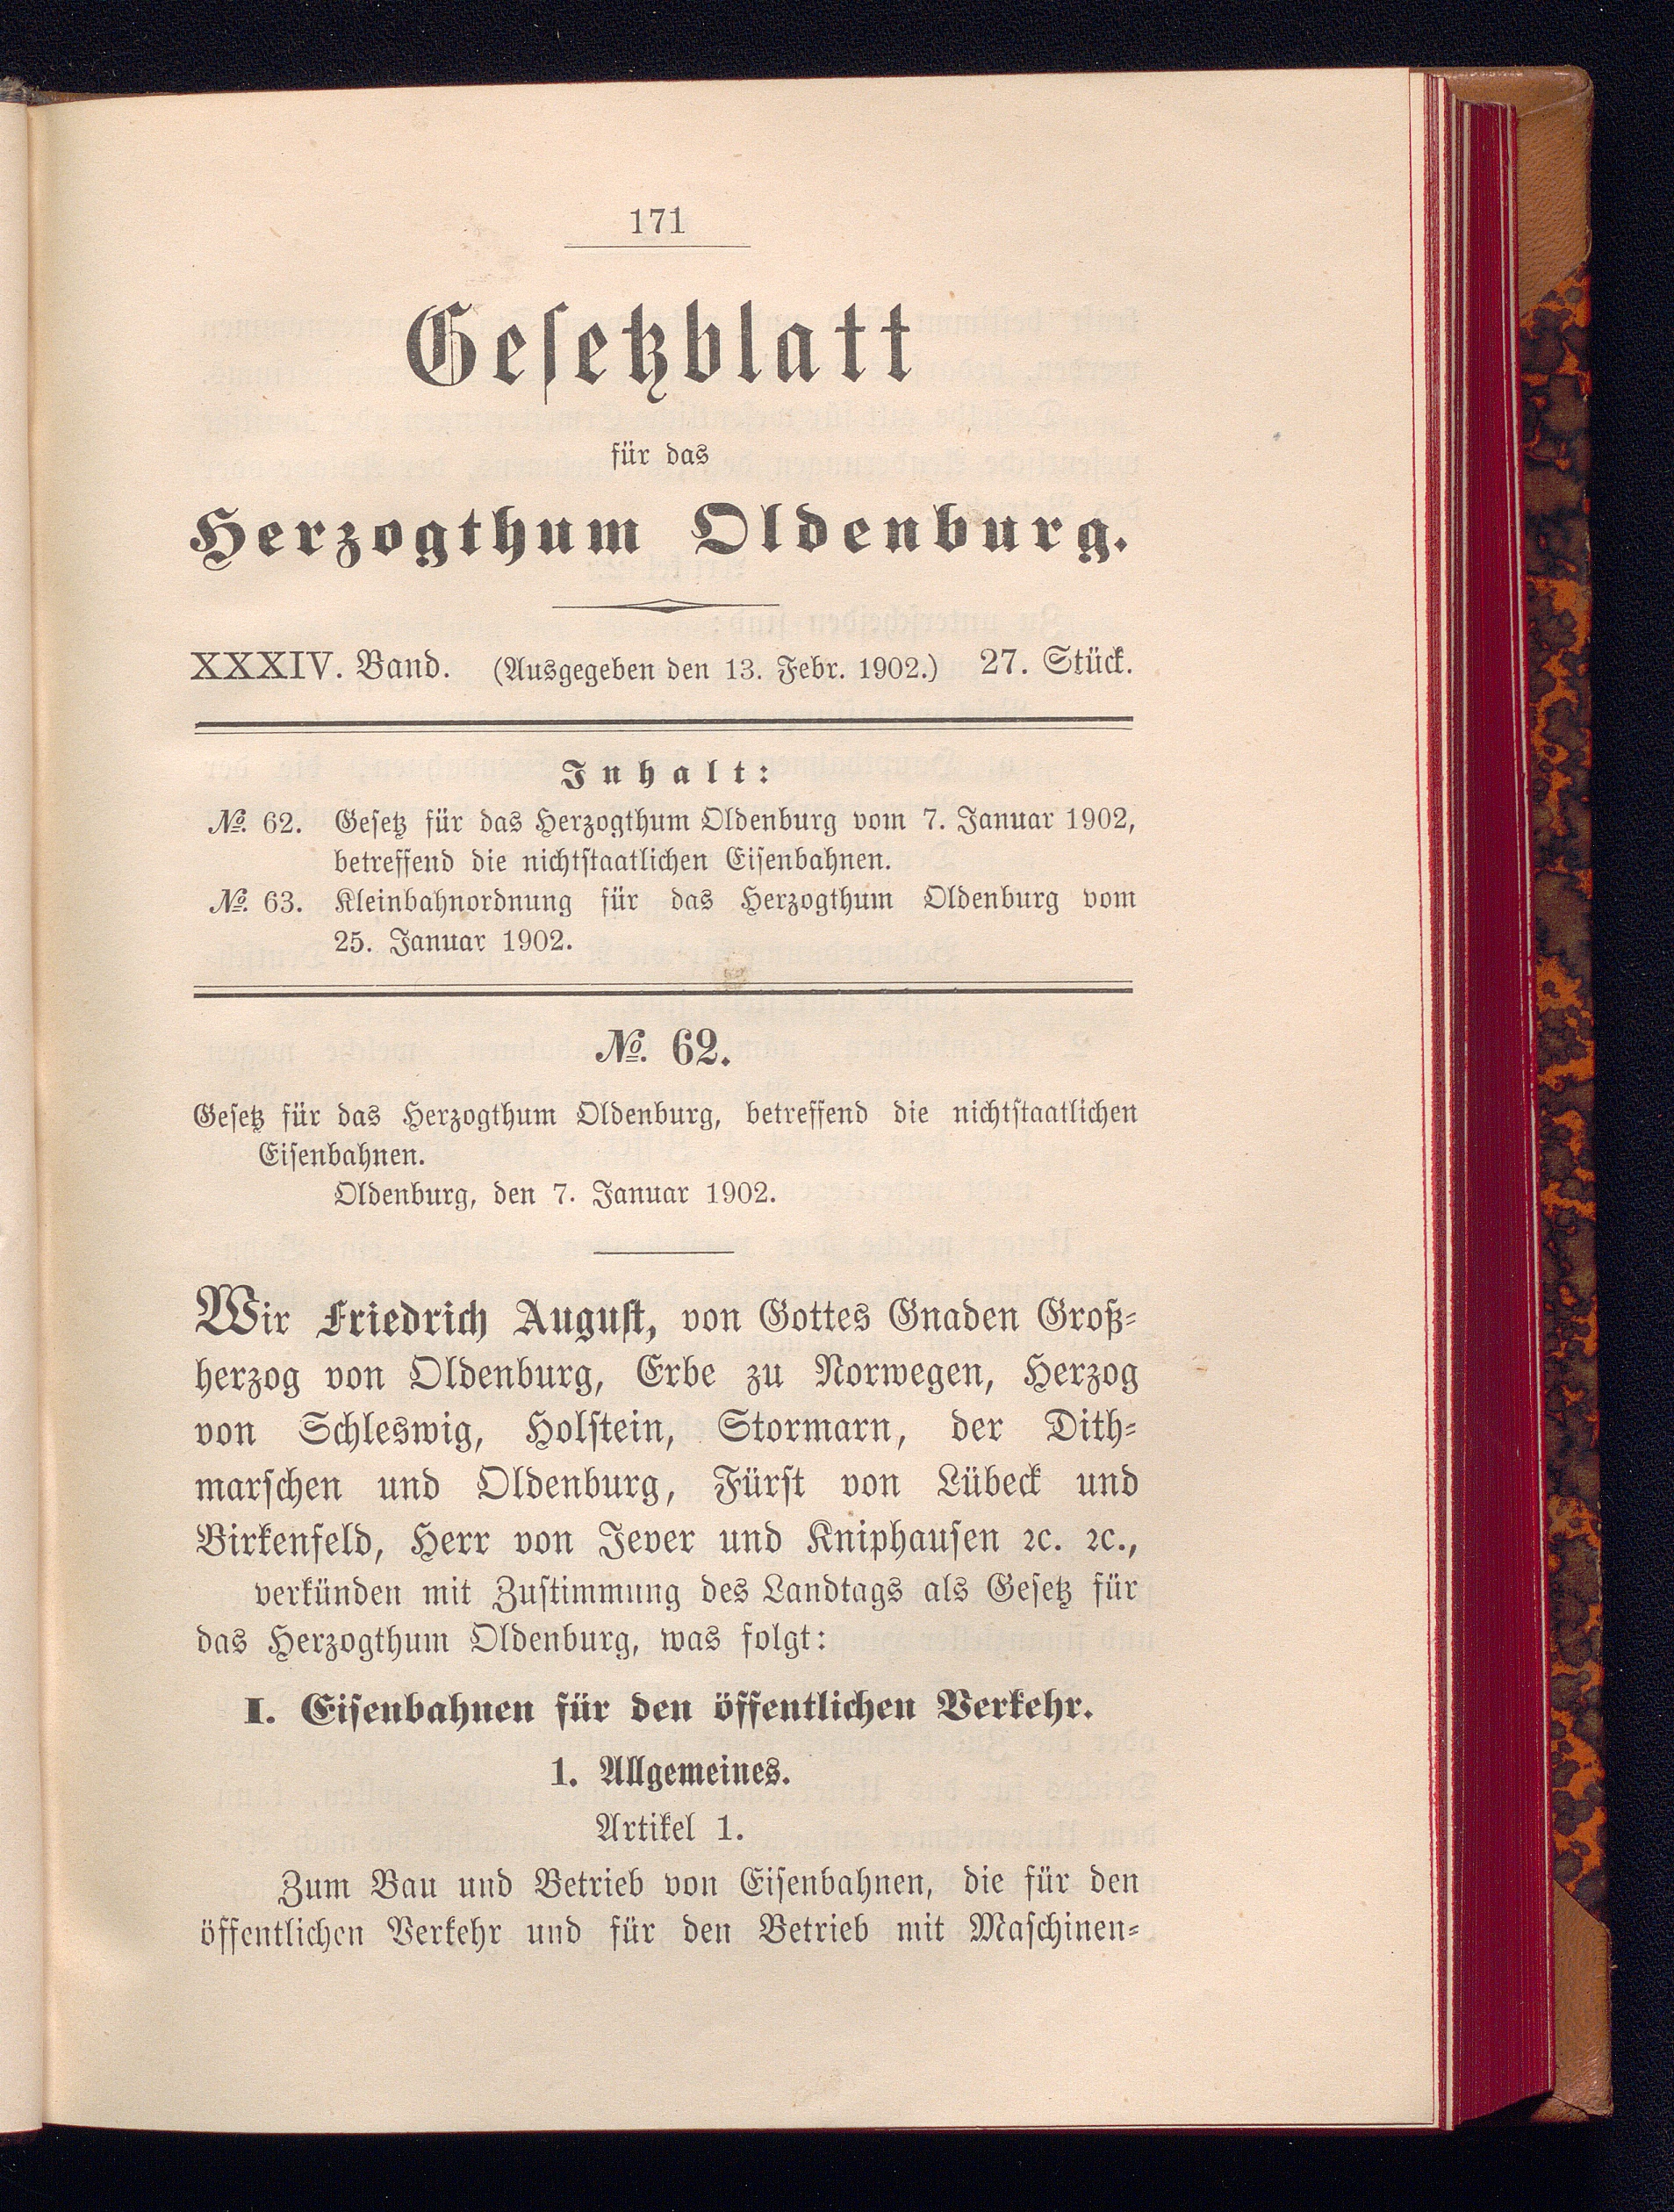 171
Gesetzblatt
für das
Herzogthum Oldenburg.
XXXIV. Band. (Ausgegeben den 13. Febr. 1902.) 27. Stück.
Inhalt:
№. 62. Gesetz für das Herzogthum Oldenburg vom 7. Januar 1902,
betreffend die nichtstaatlichen Eisenbahnen.
№. 63. Kleinbahnordnung für das Herzogthum Oldenburg vom
25. Januar 1902.
№. 62.
Gesetz für das Herzogthum Oldenburg, betreffend die nichtstaatlichen
Eisenbahnen.
Oldenburg, den 7. Januar 1902.
Wir Friedrich August, von Gottes Gnaden Groß-
herzog von Oldenburg, Erbe zu Norwegen, Herzog
von Schleswig, Holstein, Stormarn, der Dith-
marschen und Oldenburg, Fürst von Lübeck und
Birkenfeld, Herr von Jever und Kniphausen ꝛc. ꝛc.,
verkünden mit Zustimmung des Landtags als Gesetz für
das Herzogthum Oldenburg, was folgt:
I. Eisenbahnen für den öffentlichen Verkehr.
1. Allgemeines.
Artikel 1.
Zum Bau und Betrieb von Eisenbahnen, die für den
öffentlichen Verkehr und für den Betrieb mit Maschinen-